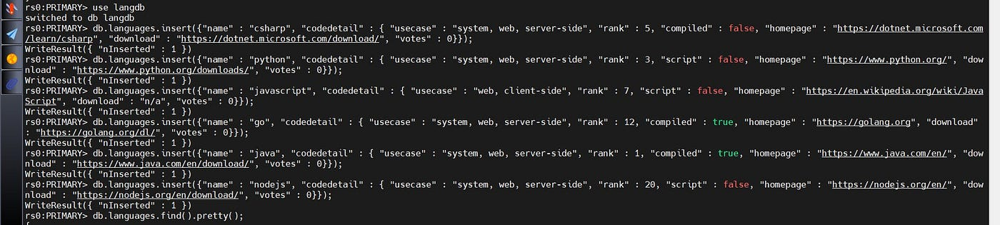 rs0:PRIMARY> use langdb
switched to db langdb
rs0:PRIMARY> db.languages.insert({"name" : "csharp", "codedetail" : { "usecase" : "system, web, server-side", "rank" : 5, "compiled" : false, "homepage" : "https://dotnet.microsoft.com
/learn/csharp", "download" : "https://dotnet.microsoft.com/download/", "votes" : 0}});
WriteResult({ "nInserted" : 1 })
rs0:PRIMARY> db.languages.insert({"name" : "python", "codedetail" : { "usecase" : "system, web, server-side", "rank" : 3, "script" : false, "homepage" : "https://www.python.org/", "dow
nload" : "https://www.python.org/downloads/", "votes" : 0}});
WriteResult({ "nInserted" : 1 })
rs0:PRIMARY> db.languages.insert({"name" : "javascript", "codedetail" : { "usecase" : "web, client-side", "rank" : 7, "script" : false, "homepage" : "https://en.wikipedia.org/wiki/Java
Script", "download" : "n/a", "votes" : 0}});
WriteResult({ "nInserted" : 1 })
rs0:PRIMARY> db.languages.insert({"name" : "go", "codedetail" : { "usecase" : "system, web, server-side", "rank" : 12, "compiled" : true, "homepage" : "https://golang.org", "download"
: "https://golang.org/dl/", "votes" : 0}});
WriteResult({ "nInserted" : 1 })
rs0:PRIMARY> db.languages.insert({"name" : "java", "codedetail" : { "usecase" : "system, web, server-side", "rank" : 1, "compiled" : true, "homepage" : "https://www.java.com/en/", "dow
nload" : "https://www.java.com/en/download/", "votes" : 0}});
WriteResult({ "nInserted" : 1 })
rs0:PRIMARY> db.languages.insert({"name" : "nodejs", "codedetail" : { "usecase" : "system, web, server-side", "rank" : 20, "script" : false, "homepage" : "https://nodejs.org/en/", "dow
nload" : "https://nodejs.org/en/download/", "votes" : 0}});
WriteResult({ "nInserted" : 1 })
rs0:PRIMARY> db.languages.find().pretty();
{